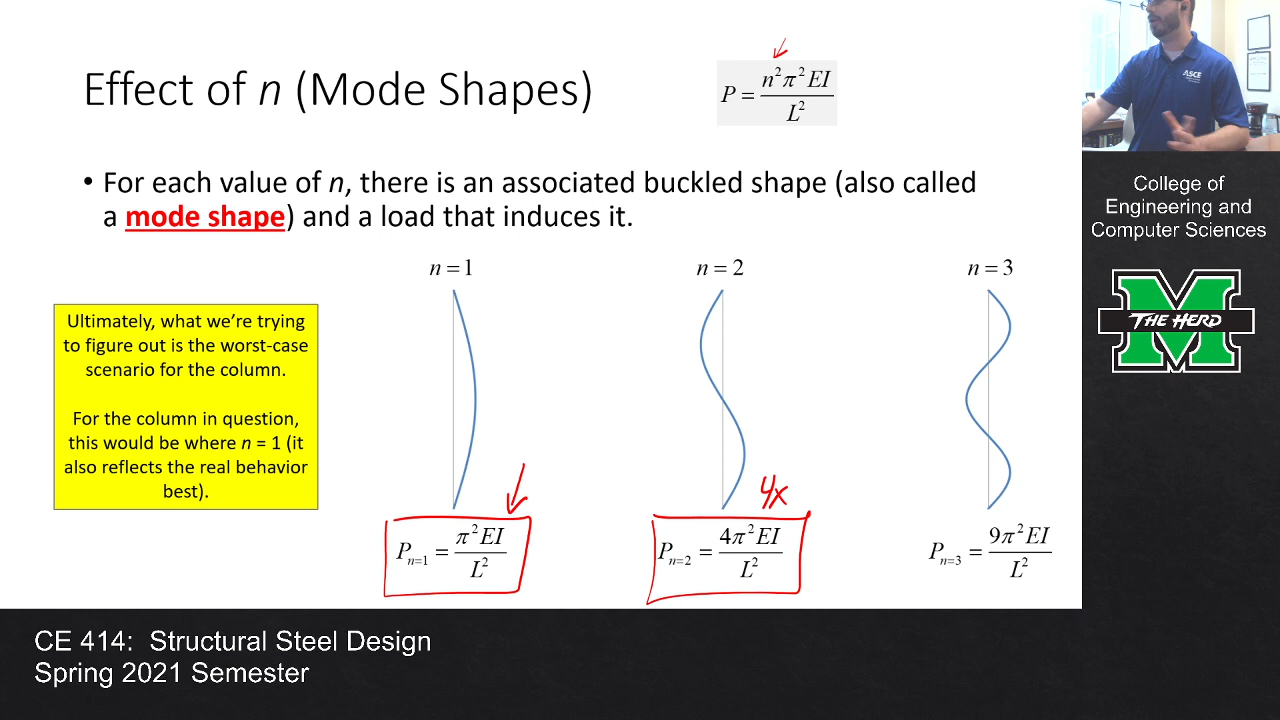 Effect of n (Mode Shapes)
P = n²π²EI / L²
ASCE
• For each value of n, there is an associated buckled shape (also called
a mode shape) and a load that induces it.
n = 1
n = 2
n = 3
Ultimately, what we’re trying
to figure out is the worst-case
scenario for the column.
For the column in question,
this would be where n = 1 (it
also reflects the real behavior
best).
4x
Pn=1 = π²EI / L²
Pn=2 = 4π²EI / L²
Pn=3 = 9π²EI / L²
College of
Engineering and
Computer Sciences
THE HERD
CE 414: Structural Steel Design
Spring 2021 Semester